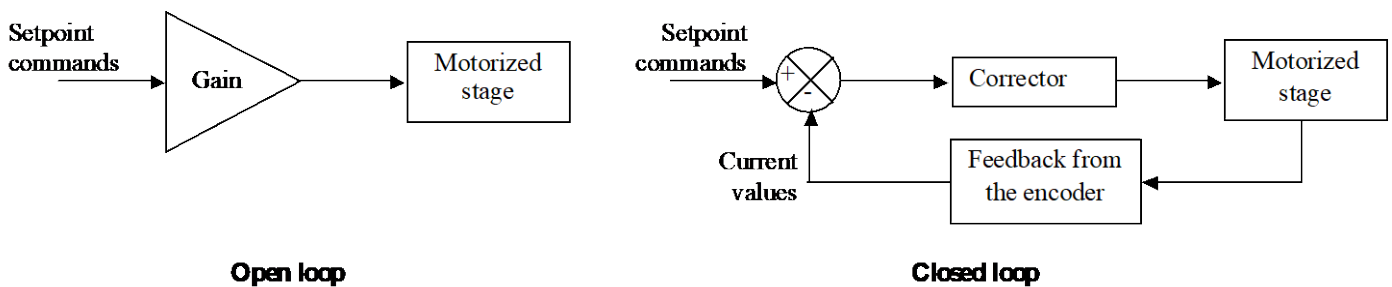 Setpoint
commands
Gain
Motorized
stage
Open loop
Setpoint
commands
+
-
Corrector
Motorized
stage
Current
values
Feedback from
the encoder
Closed loop